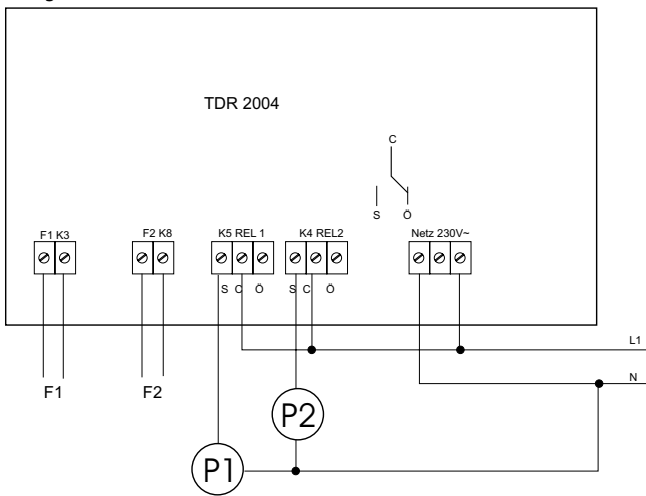 TDR 2004
C
S Ö
F1 K3
F2 K8
K5 REL 1
K4 REL2
Netz 230V~
S C Ö
S C Ö
L1
N
F1
F2
P2
P1